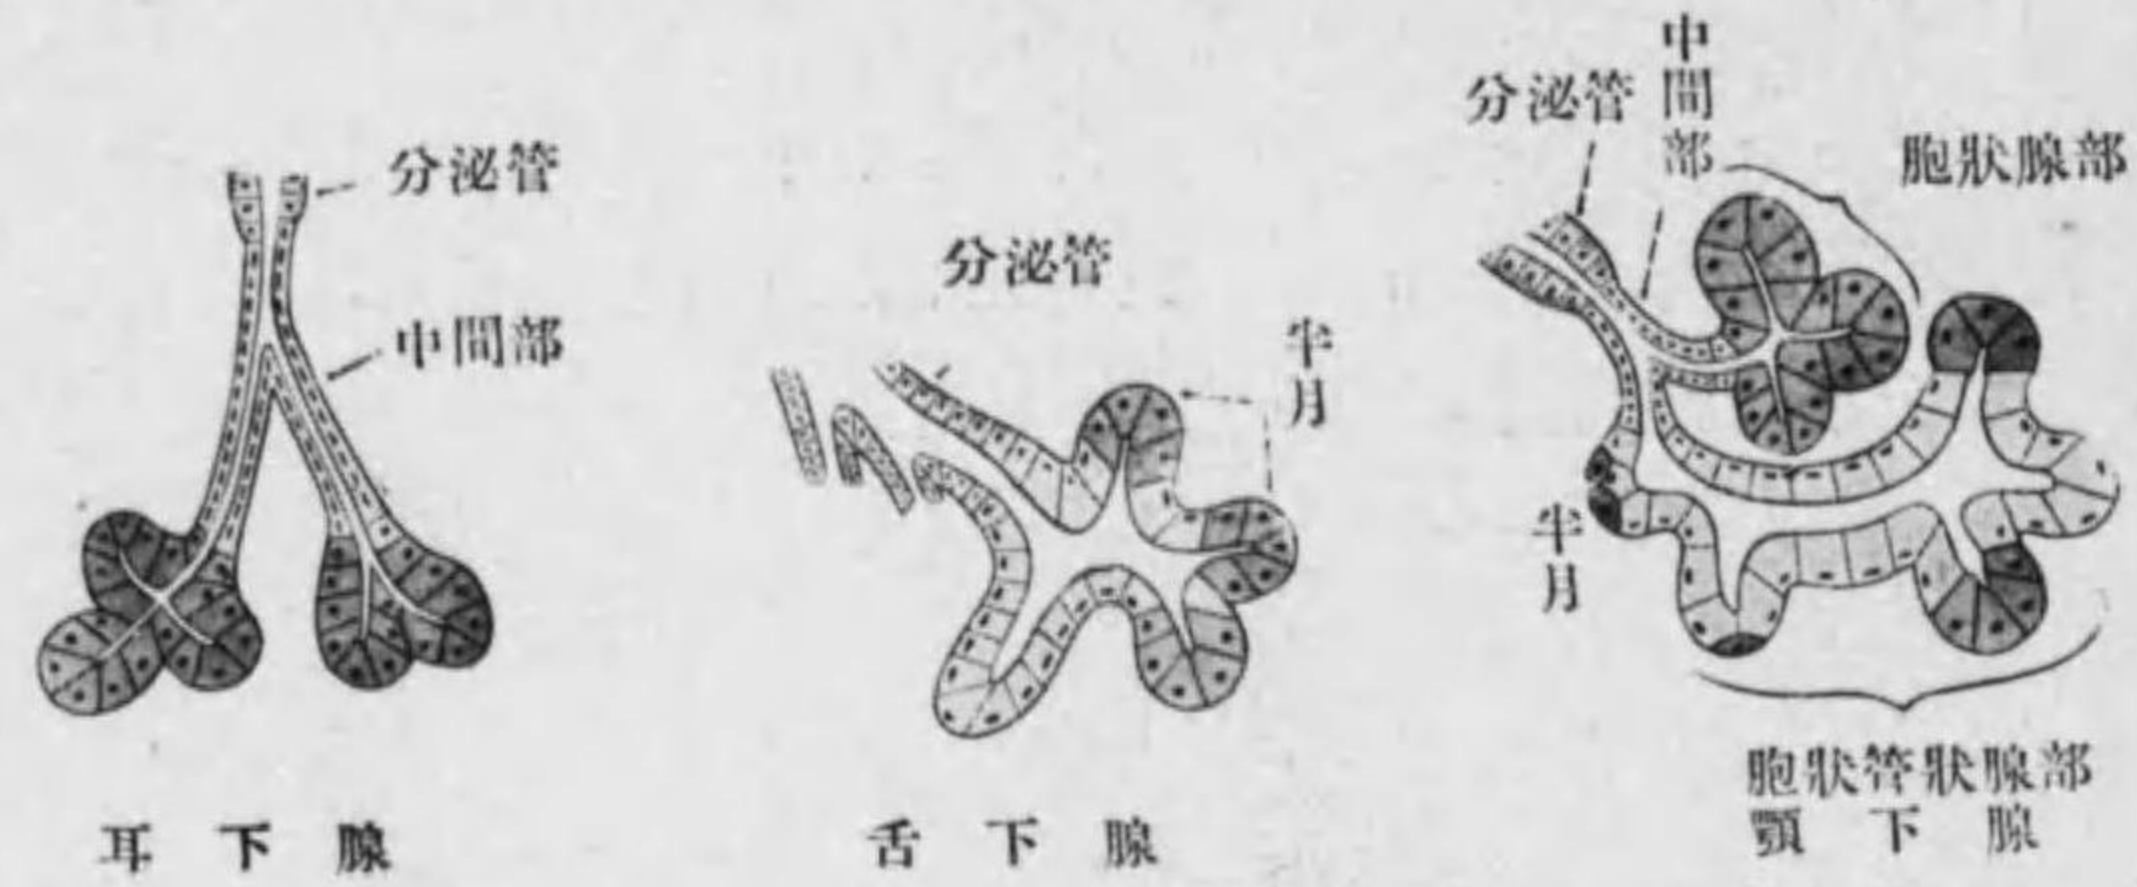 分泌管
中間部
耳下腺
分泌管
半月
舌下腺
分泌管
中間部
胞狀腺部
半月
胞狀管狀腺部
顎下腺